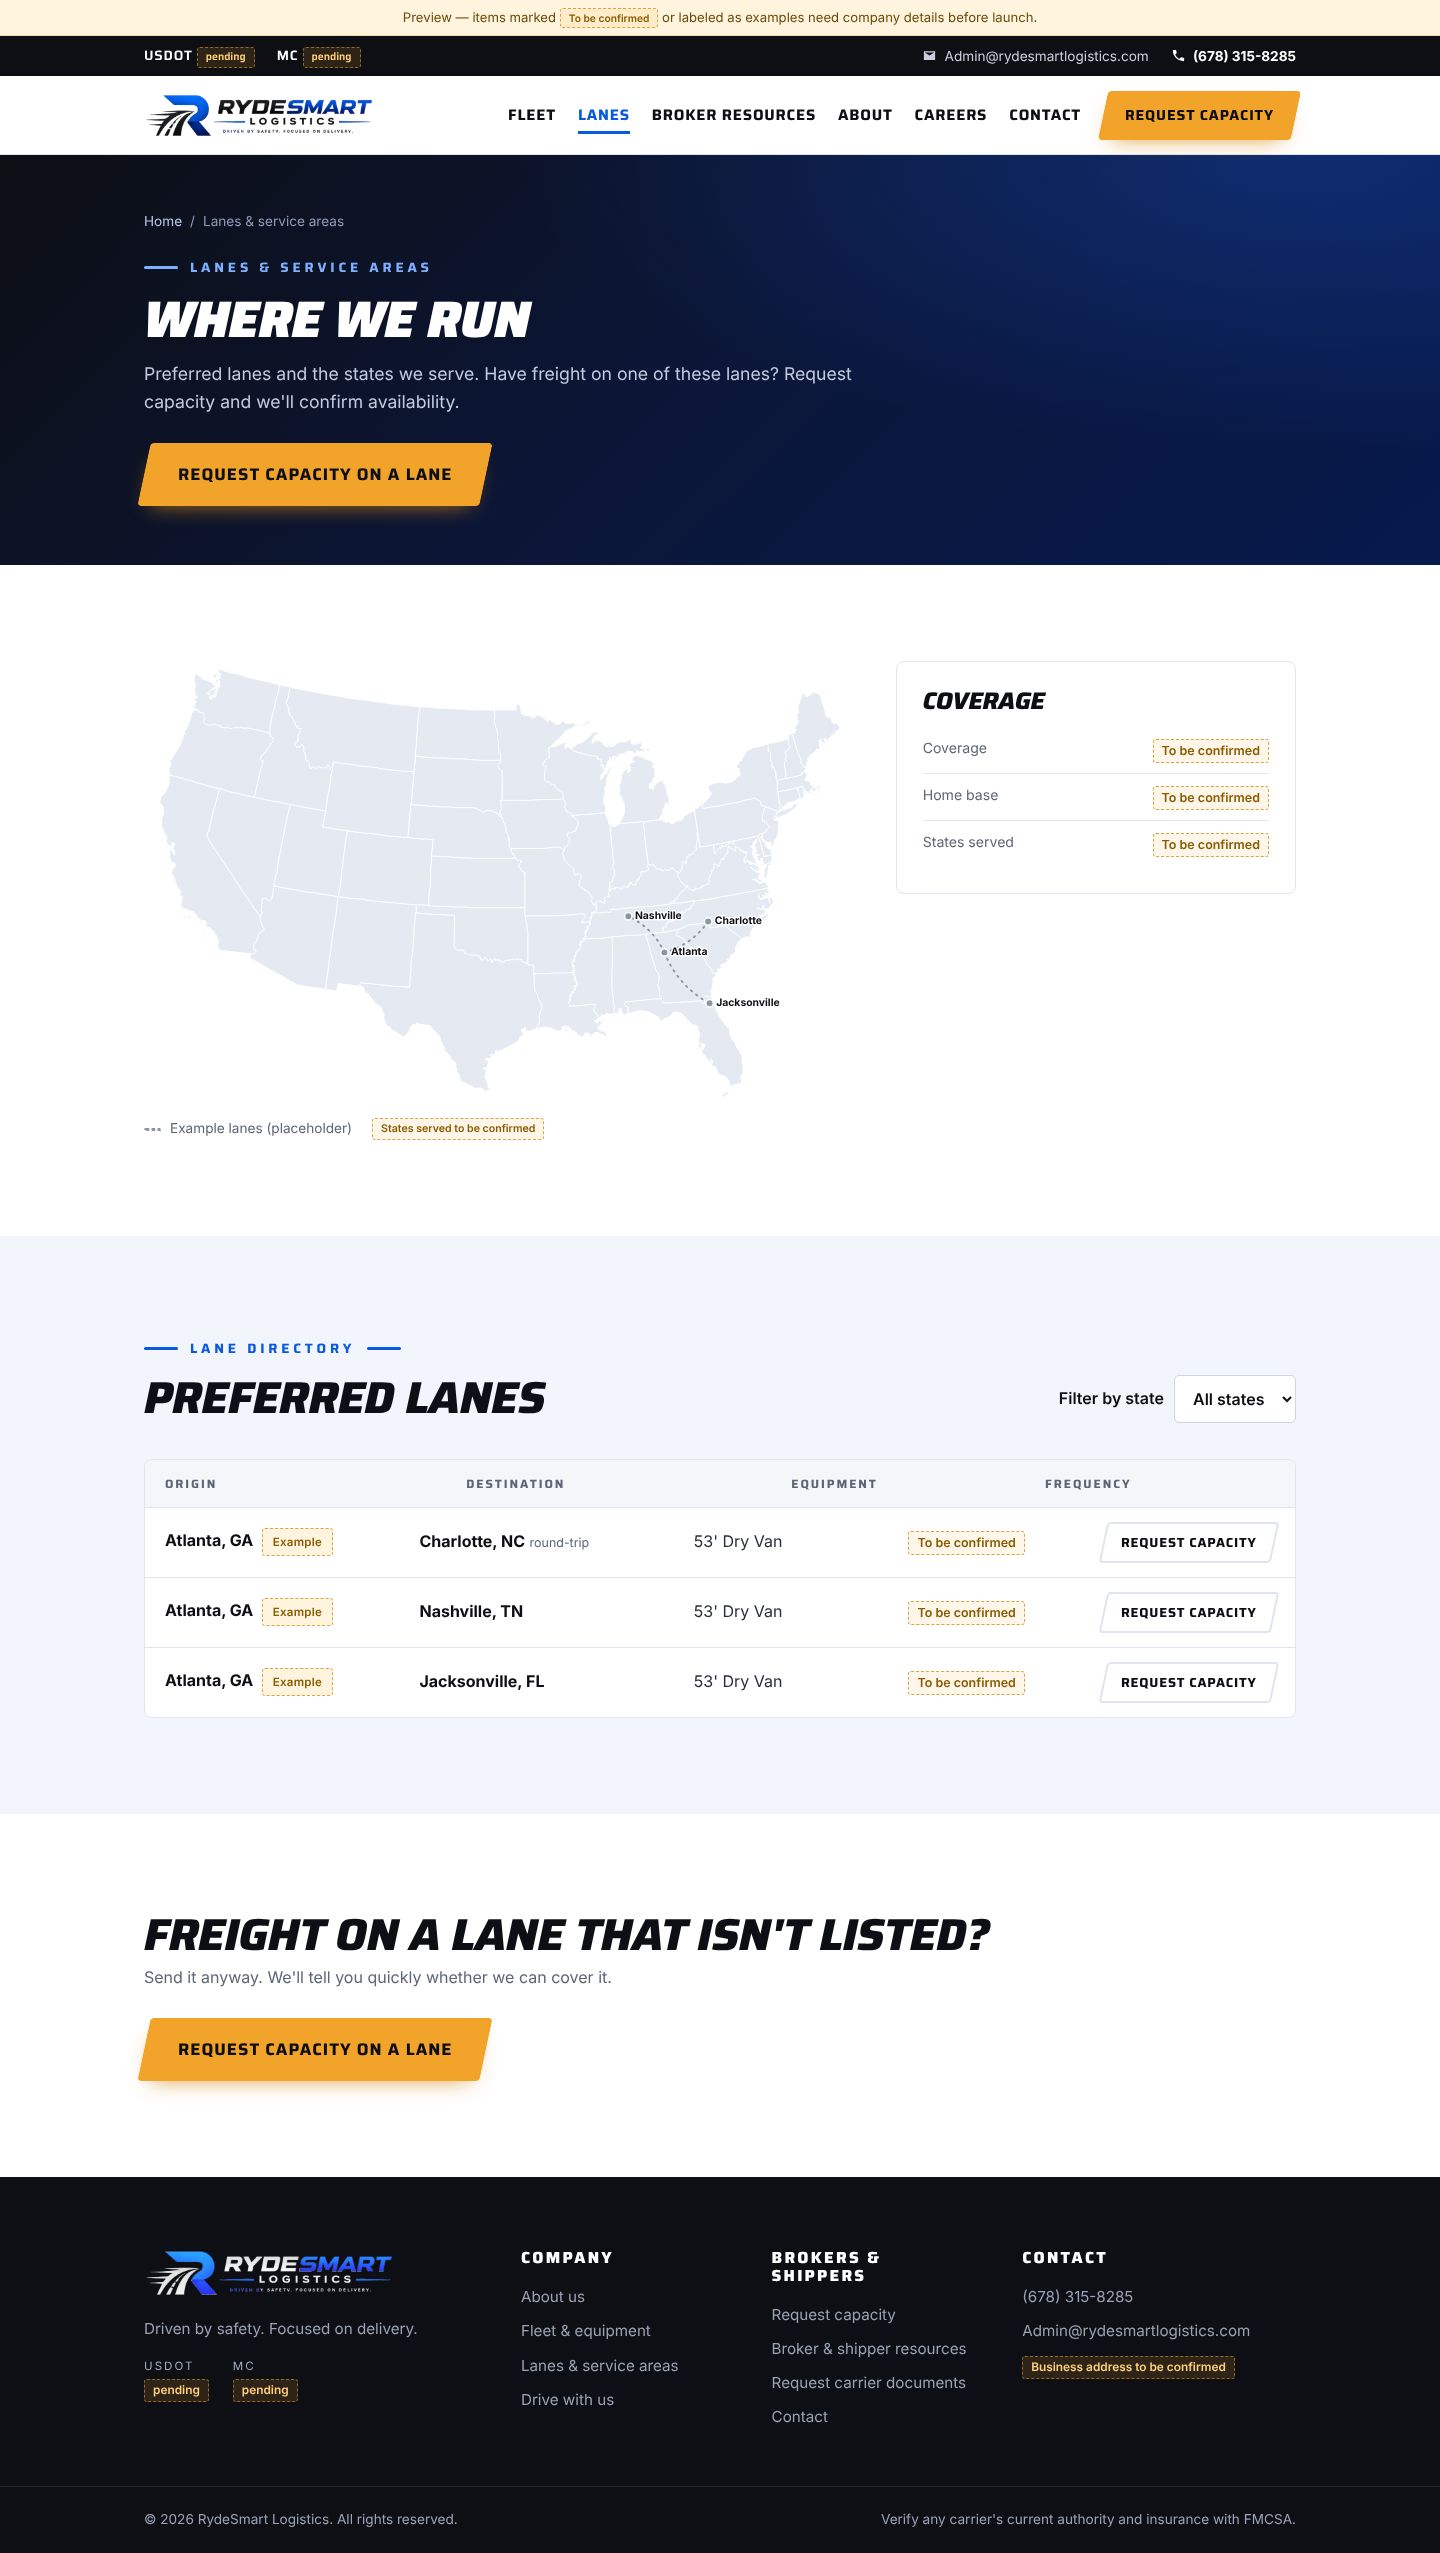 Preview — items marked To be confirmed or labeled as examples need company details before launch.
USDOT pending MC pending Admin@rydesmartlogistics.com (678) 315-8285
RYDESMART
LOGISTICS
DRIVEN BY SAFETY. FOCUSED ON DELIVERY.
FLEET LANES BROKER RESOURCES ABOUT CAREERS CONTACT REQUEST CAPACITY
Home / Lanes & service areas
LANES & SERVICE AREAS
WHERE WE RUN
Preferred lanes and the states we serve. Have freight on one of these lanes? Request
capacity and we'll confirm availability.
REQUEST CAPACITY ON A LANE
Nashville
Charlotte
Atlanta
Jacksonville
Example lanes (placeholder) States served to be confirmed
COVERAGE
Coverage To be confirmed
Home base To be confirmed
States served To be confirmed
LANE DIRECTORY
PREFERRED LANES
Filter by state All states
ORIGIN DESTINATION EQUIPMENT FREQUENCY
Atlanta, GA Example Charlotte, NC round-trip 53' Dry Van To be confirmed REQUEST CAPACITY
Atlanta, GA Example Nashville, TN 53' Dry Van To be confirmed REQUEST CAPACITY
Atlanta, GA Example Jacksonville, FL 53' Dry Van To be confirmed REQUEST CAPACITY
FREIGHT ON A LANE THAT ISN'T LISTED?
Send it anyway. We'll tell you quickly whether we can cover it.
REQUEST CAPACITY ON A LANE
RYDESMART
LOGISTICS
DRIVEN BY SAFETY. FOCUSED ON DELIVERY.
Driven by safety. Focused on delivery.
USDOT MC
pending pending
COMPANY
About us
Fleet & equipment
Lanes & service areas
Drive with us
BROKERS &
SHIPPERS
Request capacity
Broker & shipper resources
Request carrier documents
Contact
CONTACT
(678) 315-8285
Admin@rydesmartlogistics.com
Business address to be confirmed
© 2026 RydeSmart Logistics. All rights reserved.
Verify any carrier's current authority and insurance with FMCSA.